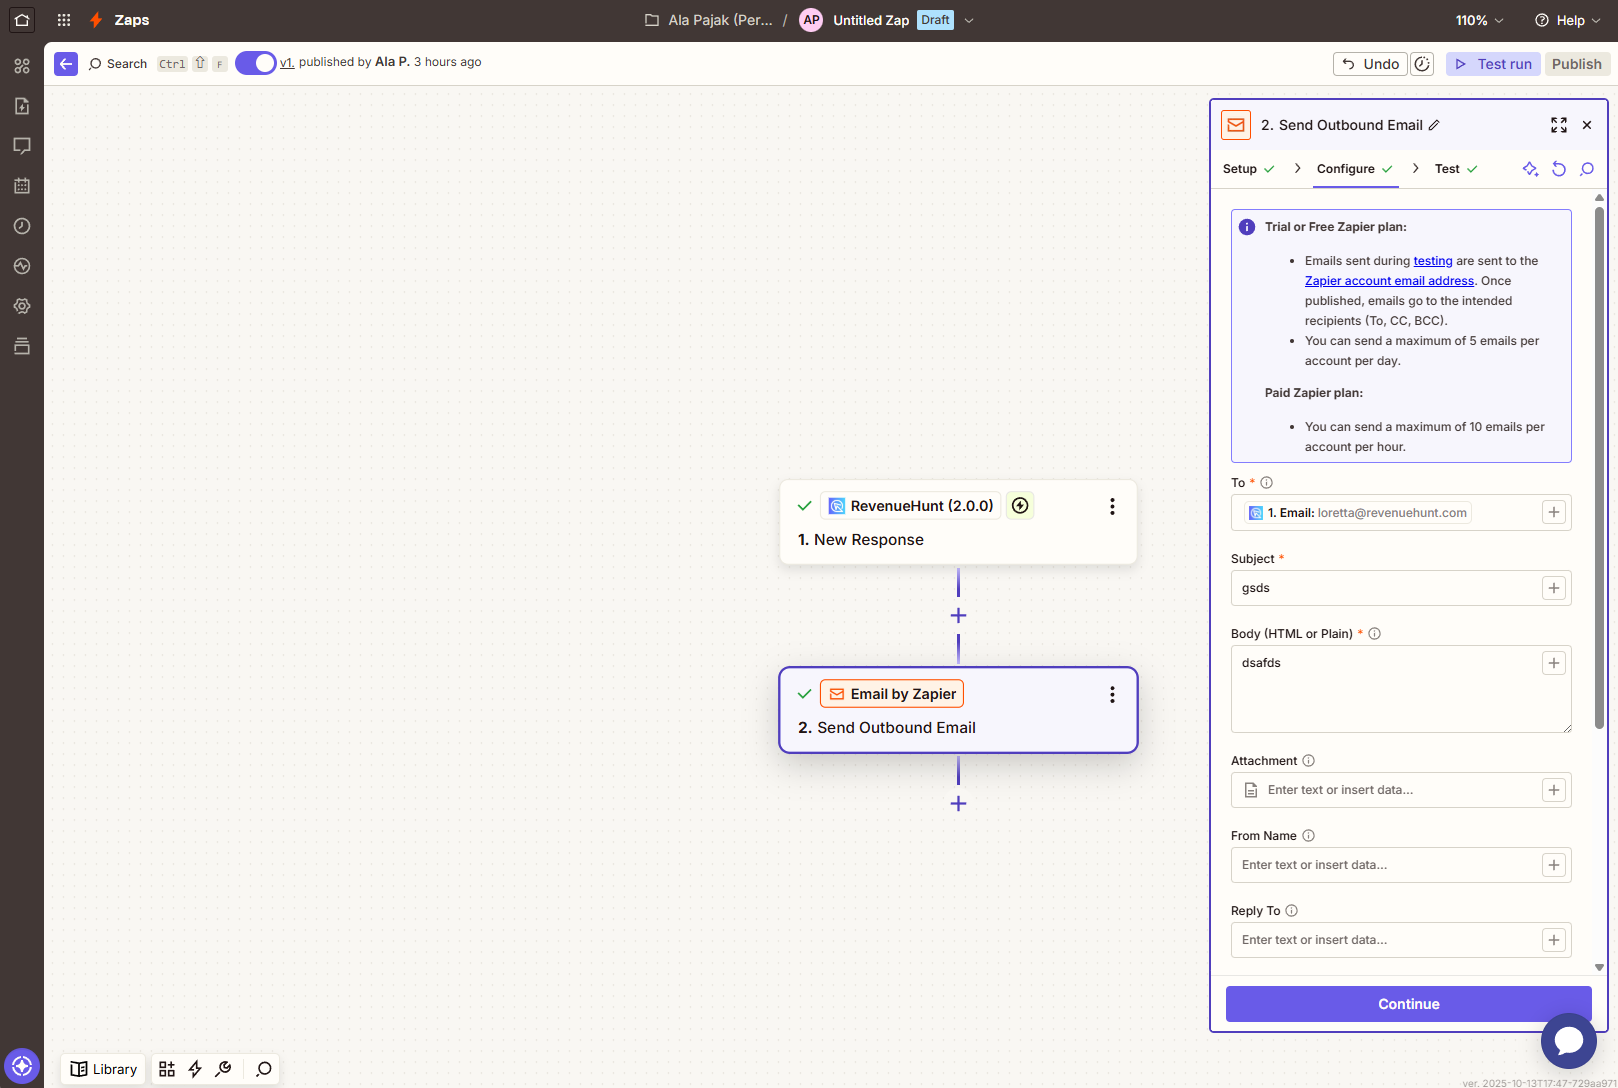 Zaps
Ala Pajak (Per... / AP Untitled Zap Draft
110%
Help
Search Ctrl ⇧ F
v1. published by Ala P. 3 hours ago
Undo
Test run
Publish
2. Send Outbound Email
Setup
Configure
Test
Trial or Free Zapier plan:
• Emails sent during testing are sent to the
Zapier account email address. Once
published, emails go to the intended
recipients (To, CC, BCC).
• You can send a maximum of 5 emails per
account per day.
Paid Zapier plan:
• You can send a maximum of 10 emails per
account per hour.
To *
1. Email: loretta@revenuehunt.com
Subject *
gsds
Body (HTML or Plain) *
dsafds
Attachment
Enter text or insert data...
From Name
Enter text or insert data...
Reply To
Enter text or insert data...
Continue
RevenueHunt (2.0.0)
1. New Response
Email by Zapier
2. Send Outbound Email
Library
ver. 2025-10-13T17:47-729aa971